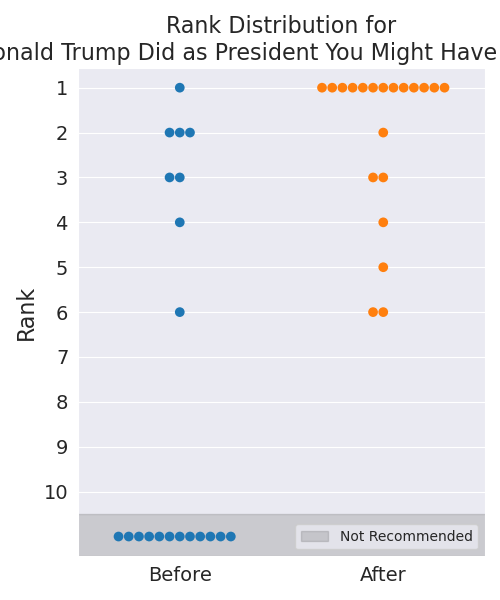 Rank Distribution for
onald Trump Did as President You Might Have
1
2
3
4
5
6
7
8
9
10
Rank
Not Recommended
Before
After